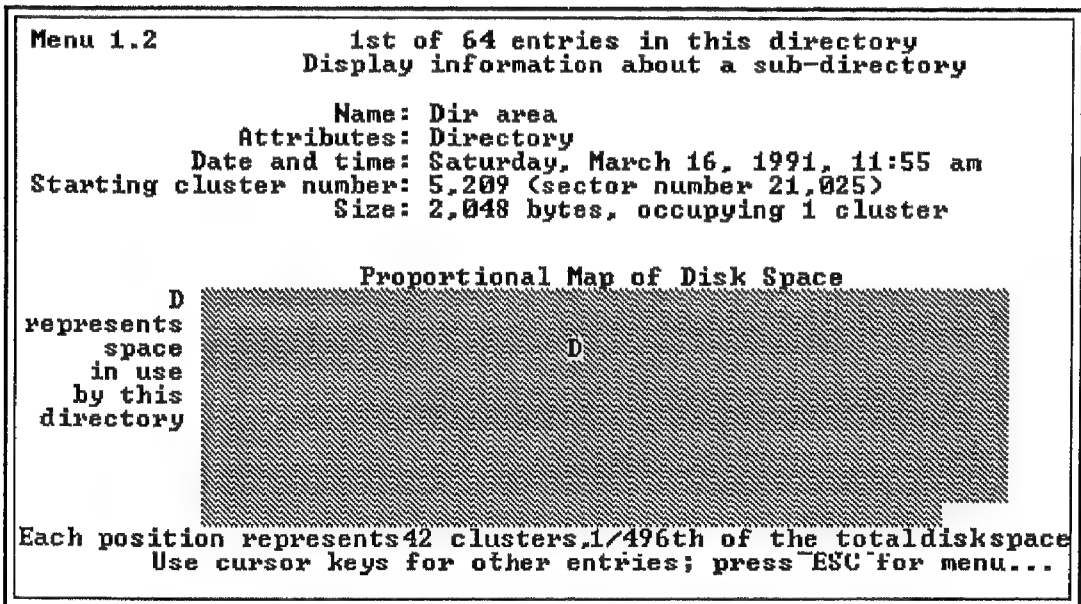 Menu 1.2 1st of 64 entries in this directory
Display information about a sub-directory
Name: Dir area
Attributes: Directory
Date and time: Saturday, March 16, 1991, 11:55 am
Starting cluster number: 5,209 (sector number 21,025)
Size: 2,048 bytes, occupying 1 cluster
Proportional Map of Disk Space
D
represents
space
in use
by this
directory
D
Each position represents42 clusters,1/496th of the totaldiskspace
Use cursor keys for other entries; press ESC for menu...